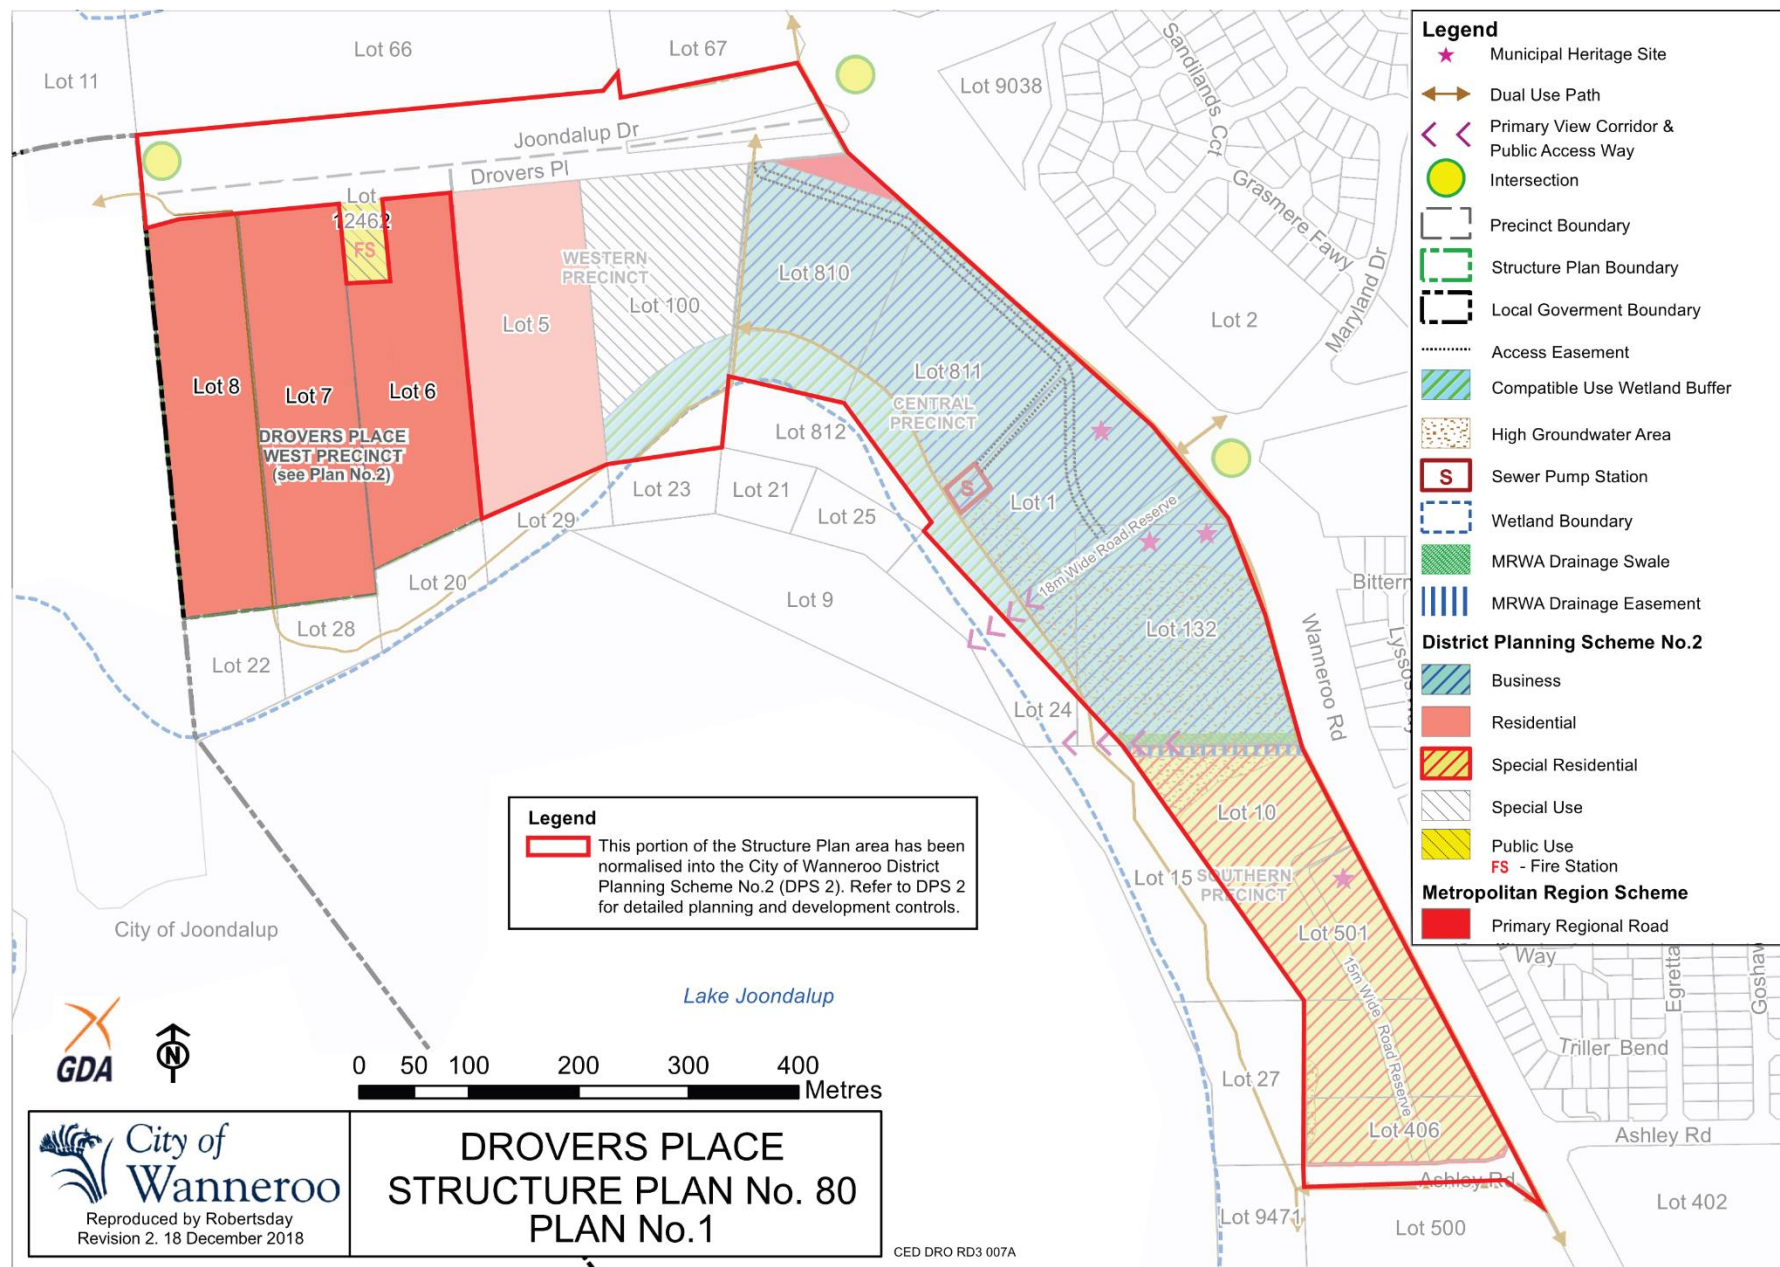 Lot 66
Lot 67
Lot 11
Lot 9038
Sandilands Cct
Grasmere Fawy
Maryland Dr
Joondalup Dr
Drovers Pl
Lot
12462
FS
WESTERN
PRECINCT
Lot 100
Lot 810
Lot 2
Lot 5
Lot 8
Lot 7
Lot 6
Lot 811
CENTRAL
PRECINCT
DROVERS PLACE
WEST PRECINCT
(see Plan No.2)
Lot 812
Lot 23
Lot 21
Lot 25
Lot 29
S
Lot 1
18m Wide Road Reserve
Lot 20
Lot 9
Lot 28
Lot 22
Lot 132
Wanneroo Rd
Bittern
Lot 24
Lot 10
Lot 15
SOUTHERN
PRECINCT
Lot 501
15m Wide Road Reserve
Way
Egretta
Goshaw
Triller Bend
Lot 27
Lot 406
Ashley Rd
Ashley Rd
Lot 9471
Lot 500
Lot 402
City of Joondalup
Lake Joondalup
Legend
This portion of the Structure Plan area has been
normalised into the City of Wanneroo District
Planning Scheme No.2 (DPS 2). Refer to DPS 2
for detailed planning and development controls.
Legend
Municipal Heritage Site
Dual Use Path
Primary View Corridor &
Public Access Way
Intersection
Precinct Boundary
Structure Plan Boundary
Local Goverment Boundary
Access Easement
Compatible Use Wetland Buffer
High Groundwater Area
S Sewer Pump Station
Wetland Boundary
MRWA Drainage Swale
MRWA Drainage Easement
District Planning Scheme No.2
Business
Residential
Special Residential
Special Use
Public Use
FS - Fire Station
Metropolitan Region Scheme
Primary Regional Road
GDA
N
0 50 100 200 300 400
Metres
City of
Wanneroo
Reproduced by Robertsday
Revision 2. 18 December 2018
DROVERS PLACE
STRUCTURE PLAN No. 80
PLAN No.1
CED DRO RD3 007A